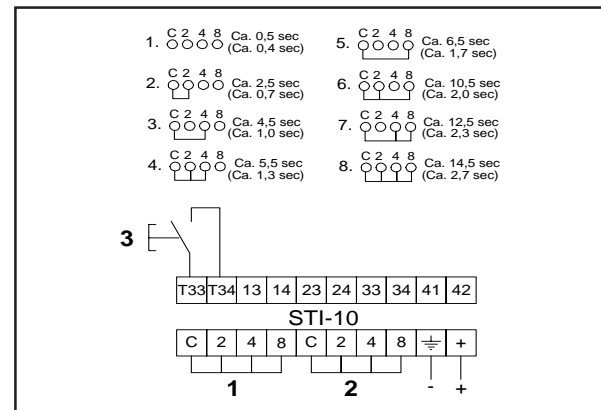 1. C 2 4 8 Ca. 0,5 sec
(Ca. 0,4 sec)
2. C 2 4 8 Ca. 2,5 sec
(Ca. 0,7 sec)
3. C 2 4 8 Ca. 4,5 sec
(Ca. 1,0 sec)
4. C 2 4 8 Ca. 5,5 sec
(Ca. 1,3 sec)
5. C 2 4 8 Ca. 6,5 sec
(Ca. 1,7 sec)
6. C 2 4 8 Ca. 10,5 sec
(Ca. 2,0 sec)
7. C 2 4 8 Ca. 12,5 sec
(Ca. 2,3 sec)
8. C 2 4 8 Ca. 14,5 sec
(Ca. 2,7 sec)
3
T33 T34 13 14 23 24 33 34 41 42
STI-10
C 2 4 8 C 2 4 8 +
1 2 - +